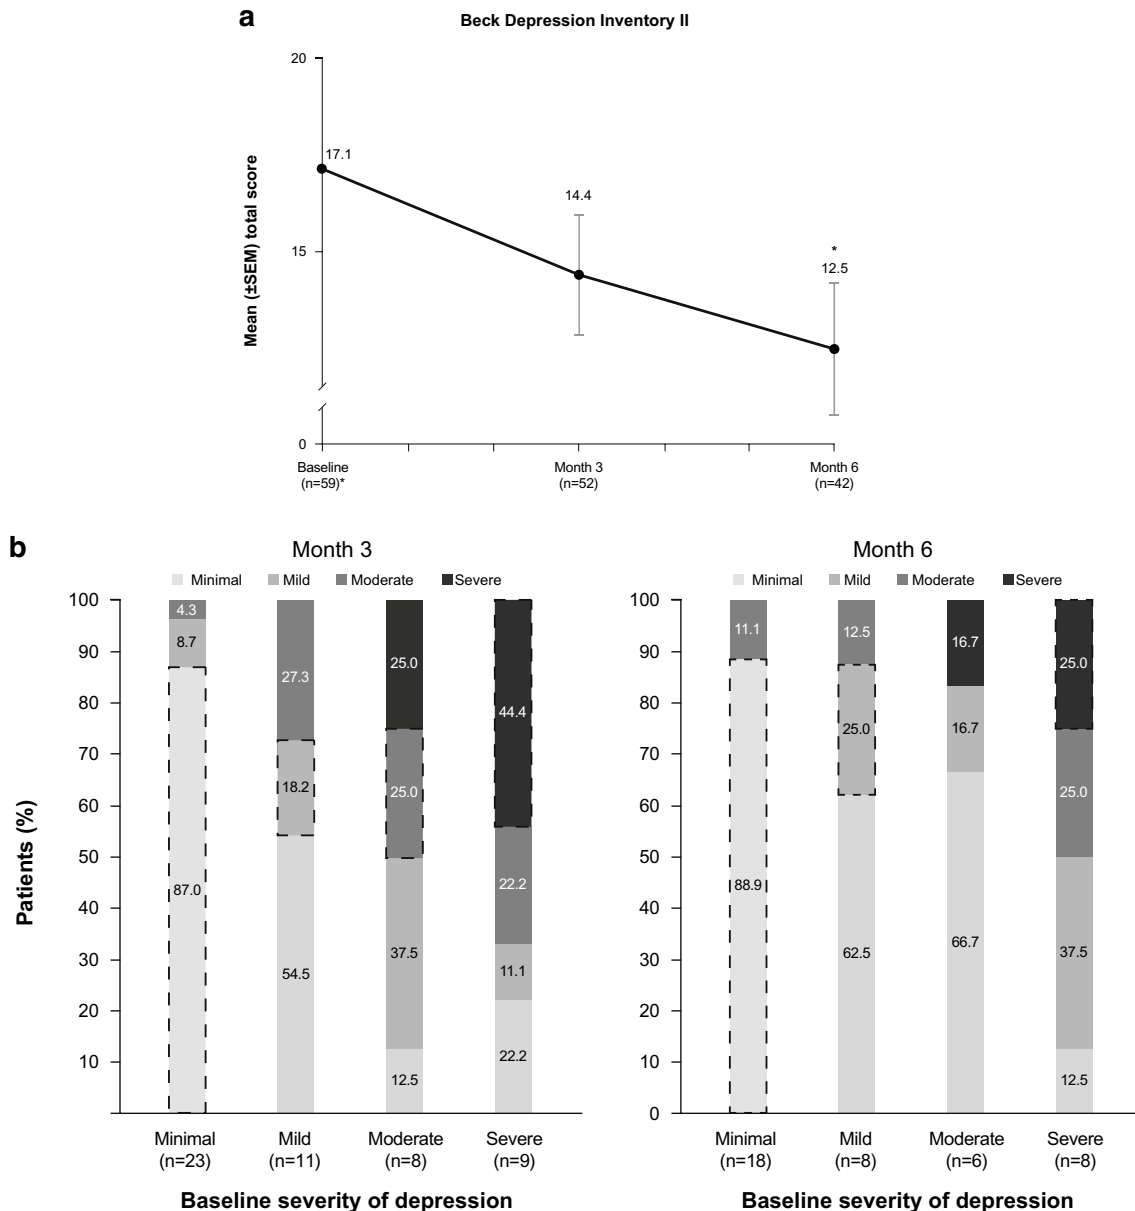 a
Beck Depression Inventory II
Mean (±SEM) total score
20
15
0
17.1
14.4
*
12.5
Baseline
(n=59)*
Month 3
(n=52)
Month 6
(n=42)
b
Month 3
Minimal Mild Moderate Severe
Patients (%)
100
90
80
70
60
50
40
30
20
10
4.3
8.7
87.0
27.3
18.2
54.5
25.0
25.0
37.5
12.5
44.4
22.2
11.1
22.2
Minimal
(n=23)
Mild
(n=11)
Moderate
(n=8)
Severe
(n=9)
Baseline severity of depression
Month 6
Minimal Mild Moderate Severe
100
90
80
70
60
50
40
30
20
10
0
11.1
88.9
12.5
25.0
62.5
16.7
16.7
66.7
25.0
25.0
37.5
12.5
Minimal
(n=18)
Mild
(n=8)
Moderate
(n=6)
Severe
(n=8)
Baseline severity of depression